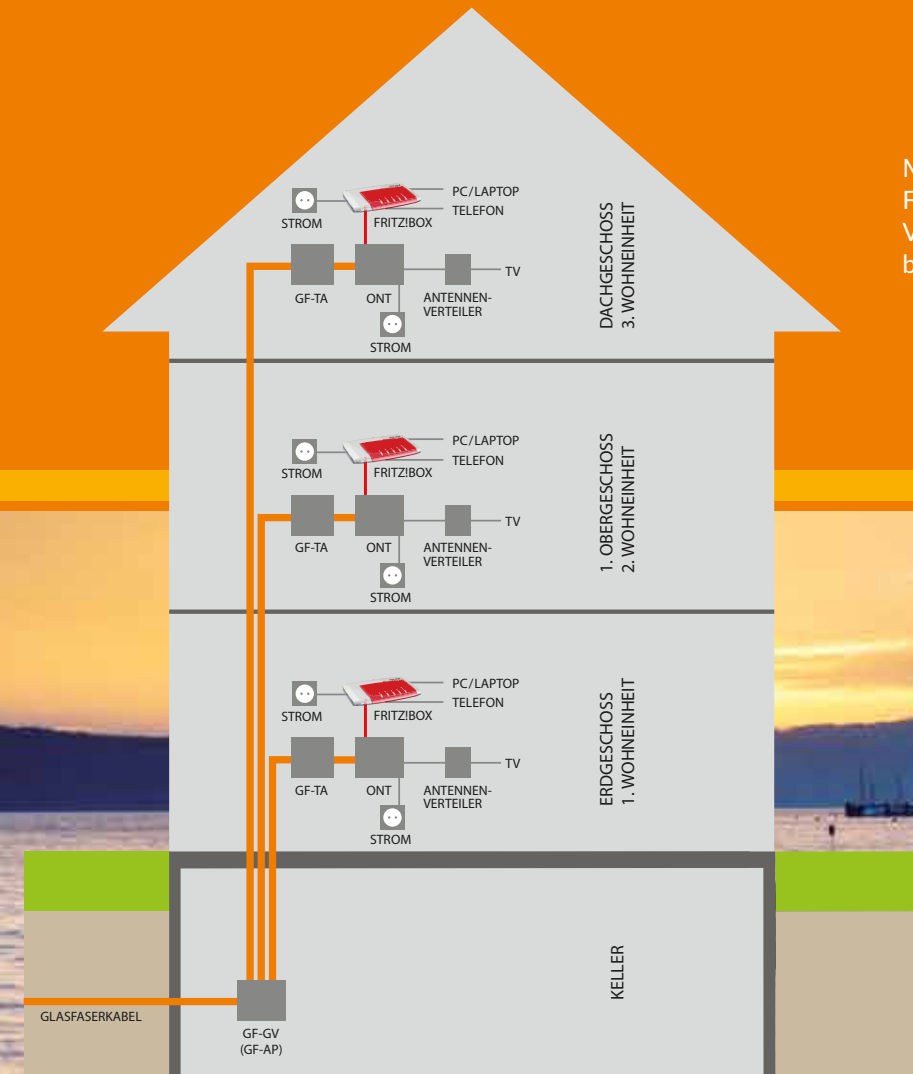 PC/LAPTOP
TELEFON
STROM
FRITZ!BOX
GF-TA
ONT
ANTENNEN-
VERTEILER
TV
STROM
DACHGESCHOSS
3. WOHNEINHEIT
PC/LAPTOP
TELEFON
STROM
FRITZ!BOX
GF-TA
ONT
ANTENNEN-
VERTEILER
TV
STROM
1. OBERGESCHOSS
2. WOHNEINHEIT
PC/LAPTOP
TELEFON
STROM
FRITZ!BOX
GF-TA
ONT
ANTENNEN-
VERTEILER
TV
STROM
ERDGESCHOSS
1. WOHNEINHEIT
KELLER
GLASFASERKABEL
GF-GV
(GF-AP)